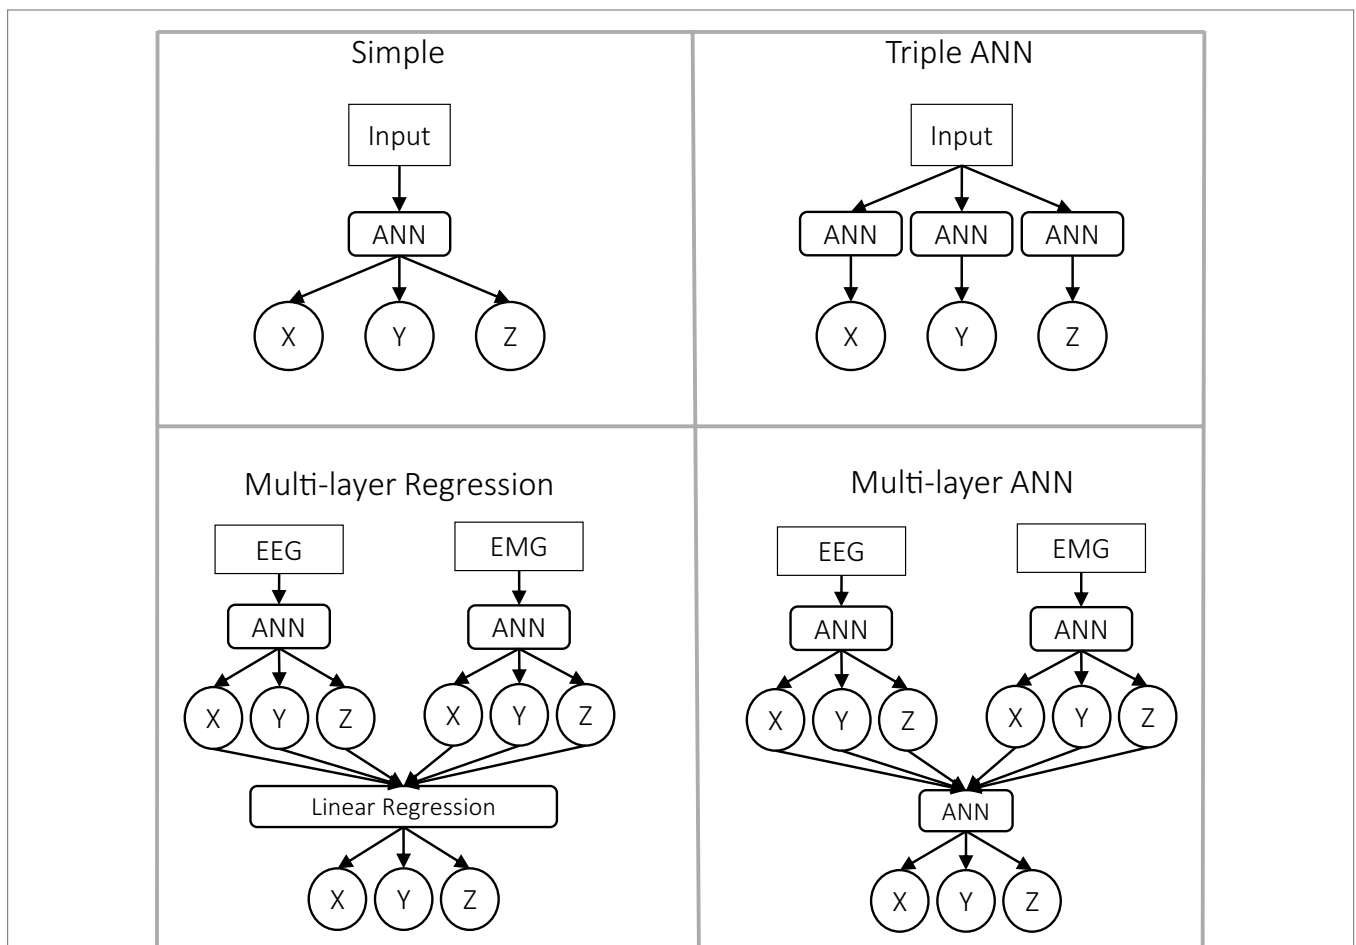 Simple
Input
ANN
X Y Z
Triple ANN
Input
ANN ANN ANN
X Y Z
Multi-layer Regression
EEG EMG
ANN ANN
X Y Z X Y Z
Linear Regression
X Y Z
Multi-layer ANN
EEG EMG
ANN ANN
X Y Z X Y Z
ANN
X Y Z